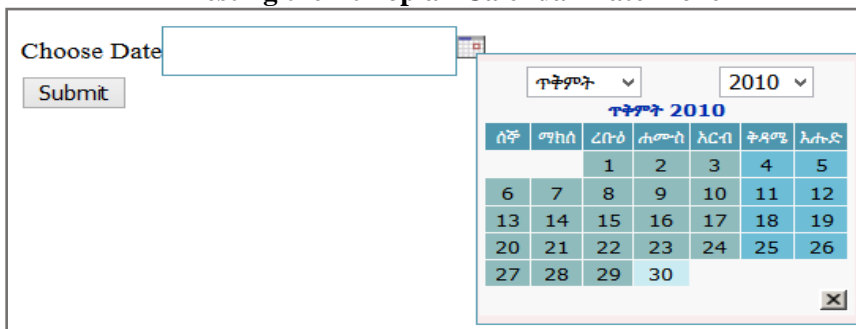 Choose Date
Submit
ጥቅምት 2010
ጥቅምት 2010
ሰኞ ማክሰ ረቡዕ ሐሙስ አርብ ቅዳሜ እሑድ
1 2 3 4 5
6 7 8 9 10 11 12
13 14 15 16 17 18 19
20 21 22 23 24 25 26
27 28 29 30